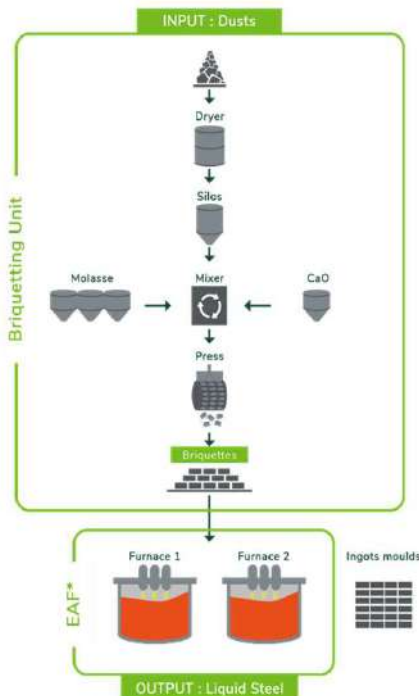 INPUT : Dusts
Dryer
Silos
Molasse
Mixer
CaO
Press
Briquettes
Briquetting Unit
Furnace 1
Furnace 2
Ingots moulds
EAF*
OUTPUT : Liquid Steel